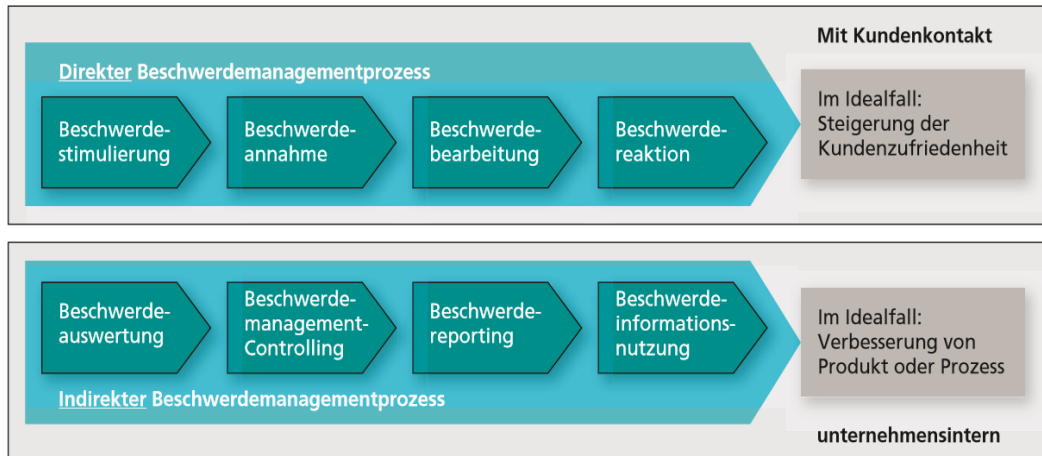 Mit Kundenkontakt
Direkter Beschwerdemanagementprozess
Beschwerde-
stimulierung
Beschwerde-
annahme
Beschwerde-
bearbeitung
Beschwerde-
reaktion
Im Idealfall:
Steigerung der
Kundenzufriedenheit
Beschwerde-
auswertung
Beschwerde-
management-
Controlling
Beschwerde-
reporting
Beschwerde-
informations-
nutzung
Im Idealfall:
Verbesserung von
Produkt oder Prozess
Indirekter Beschwerdemanagementprozess
unternehmensintern